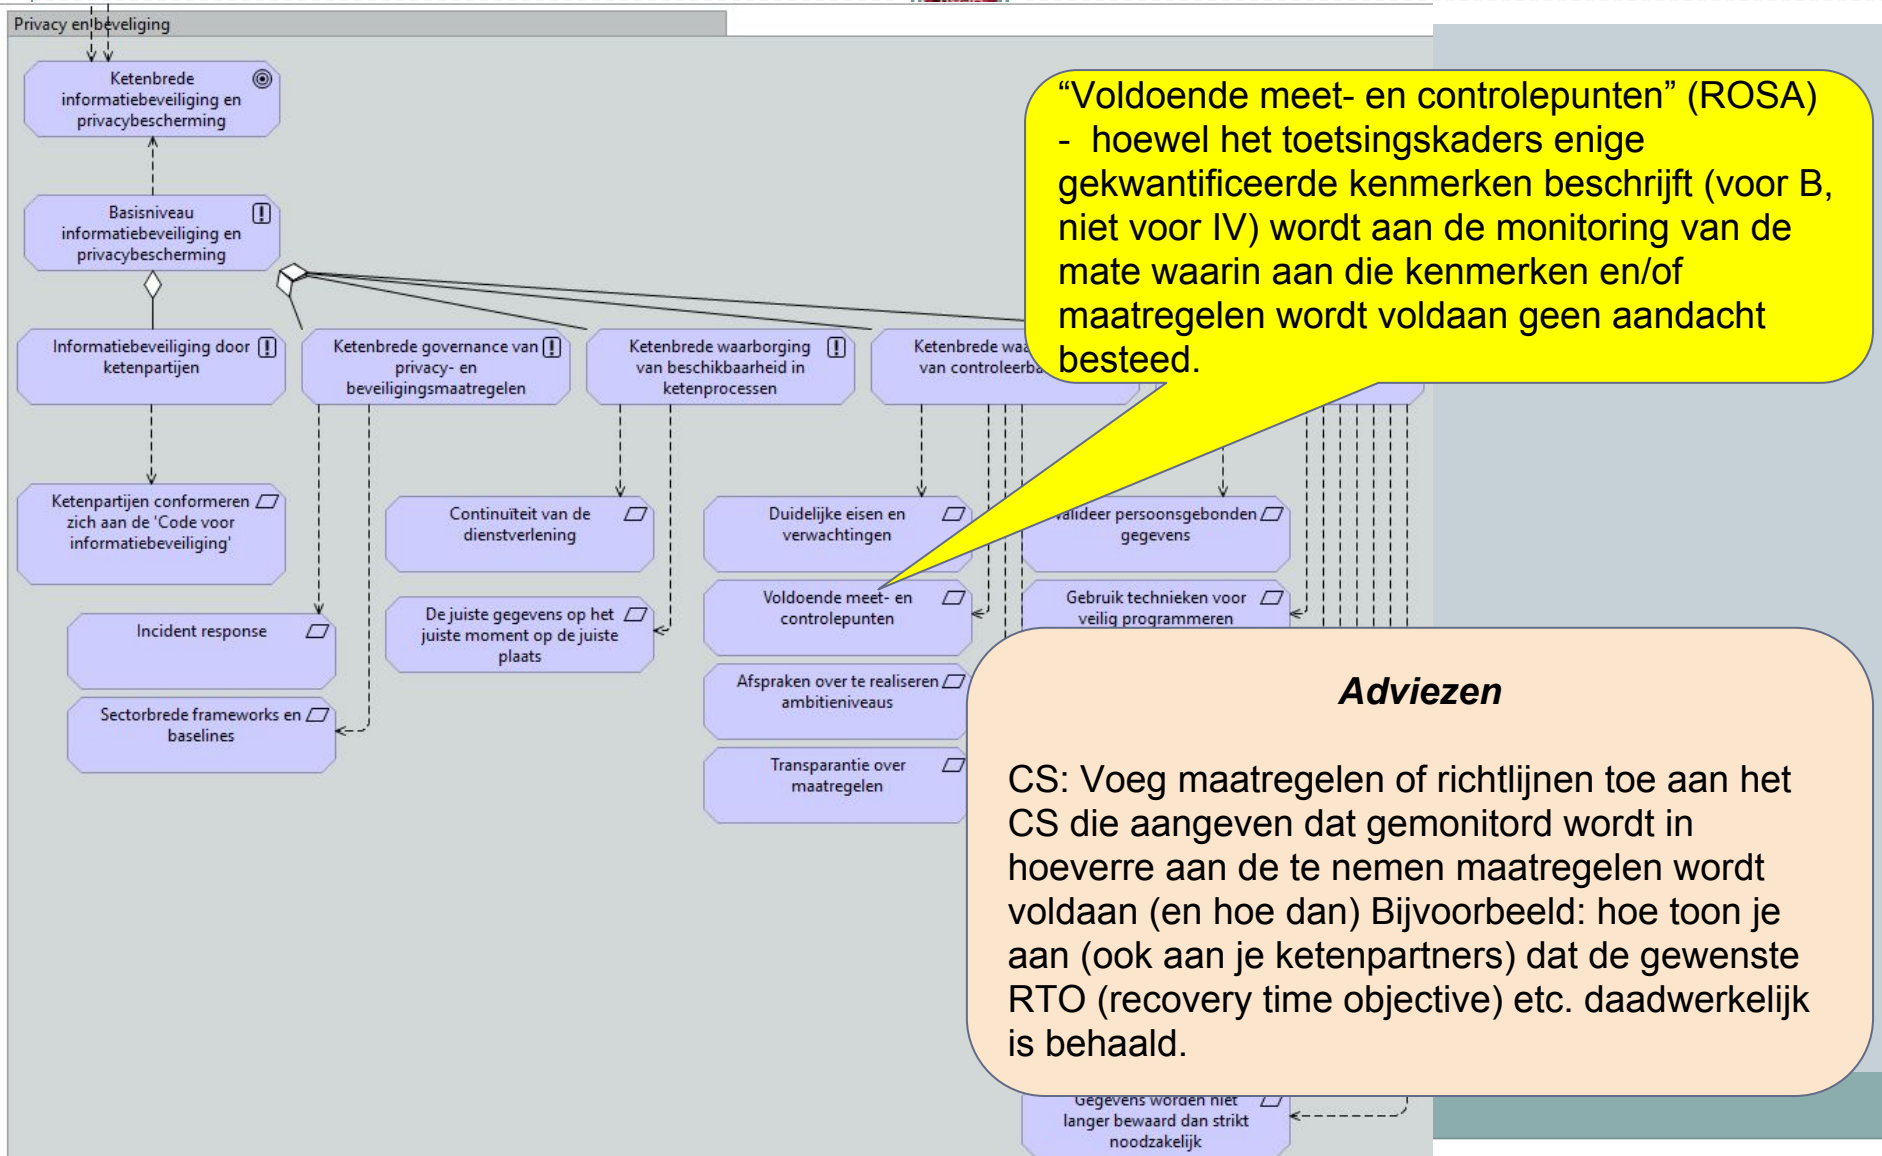 Privacy en beveliging
Ketenbrede
informatiebeveiliging en
privacybescherming
Basisniveau
informatiebeveiliging en
privacybescherming
Informatiebeveiliging door
ketenpartijen
Ketenbrede governance van
privacy- en
beveiligingsmaatregelen
Ketenbrede waarborging
van beschikbaarheid in
ketenprocessen
Ketenbrede
van
“Voldoende meet- en controlepunten” (ROSA)
- hoewel het toetsingskaders enige
gekwantificeerde kenmerken beschrijft (voor B,
niet voor IV) wordt aan de monitoring van de
mate waarin aan die kenmerken en/of
maatregelen wordt voldaan geen aandacht
besteed.
Ketenpartijen conformeren
zich aan de 'Code voor
informatiebeveiliging'
Incident response
Sectorbrede frameworks en
baselines
Continuïteit van de
dienstverlening
De juiste gegevens op het
juiste moment op de juiste
plaats
Duidelijke eisen en
verwachtingen
Voldoende meet- en
controlepunten
Afspraken over te realiseren
ambitieniveaus
Transparantie over
maatregelen
Valideer persoonsgebonden
gegevens
Gebruik technieken voor
veilig programmeren
Adviezen
CS: Voeg maatregelen of richtlijnen toe aan het
CS die aangeven dat gemonitord wordt in
hoeverre aan de te nemen maatregelen wordt
voldaan (en hoe dan) Bijvoorbeeld: hoe toon je
aan (ook aan je ketenpartners) dat de gewenste
RTO (recovery time objective) etc. daadwerkelijk
is behaald.
Gegevens worden niet
langer bewaard dan strikt
noodzakelijk